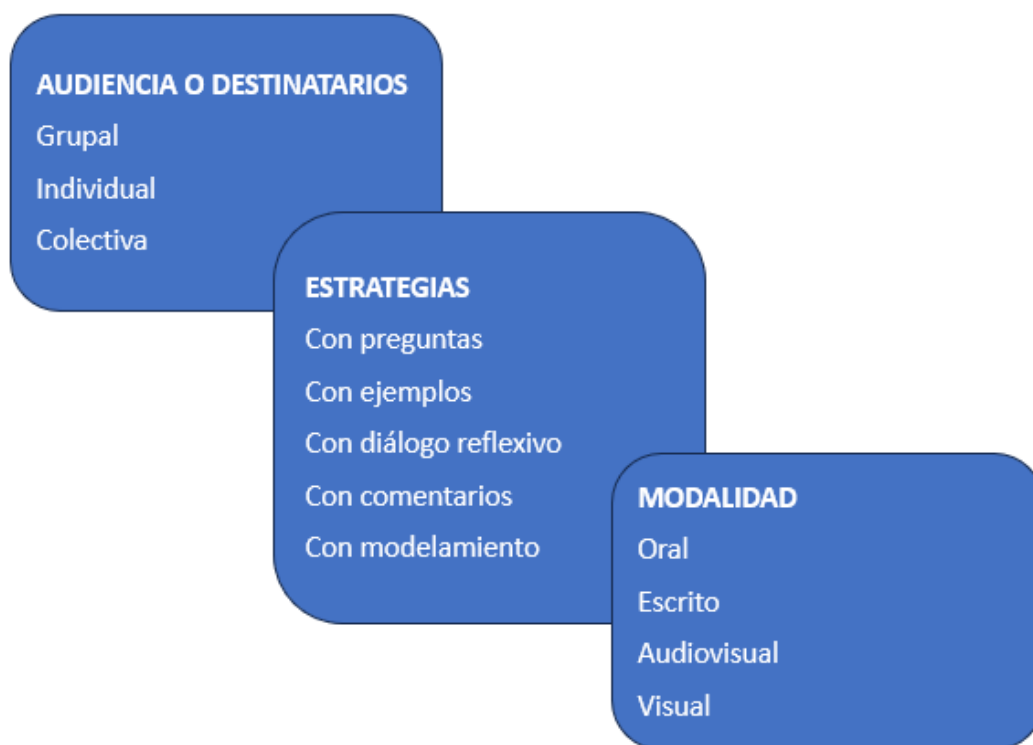 AUDIENCIA O DESTINATARIOS
Grupal
Individual
Colectiva
ESTRATEGIAS
Con preguntas
Con ejemplos
Con diálogo reflexivo
Con comentarios
Con modelamiento
MODALIDAD
Oral
Escrito
Audiovisual
Visual